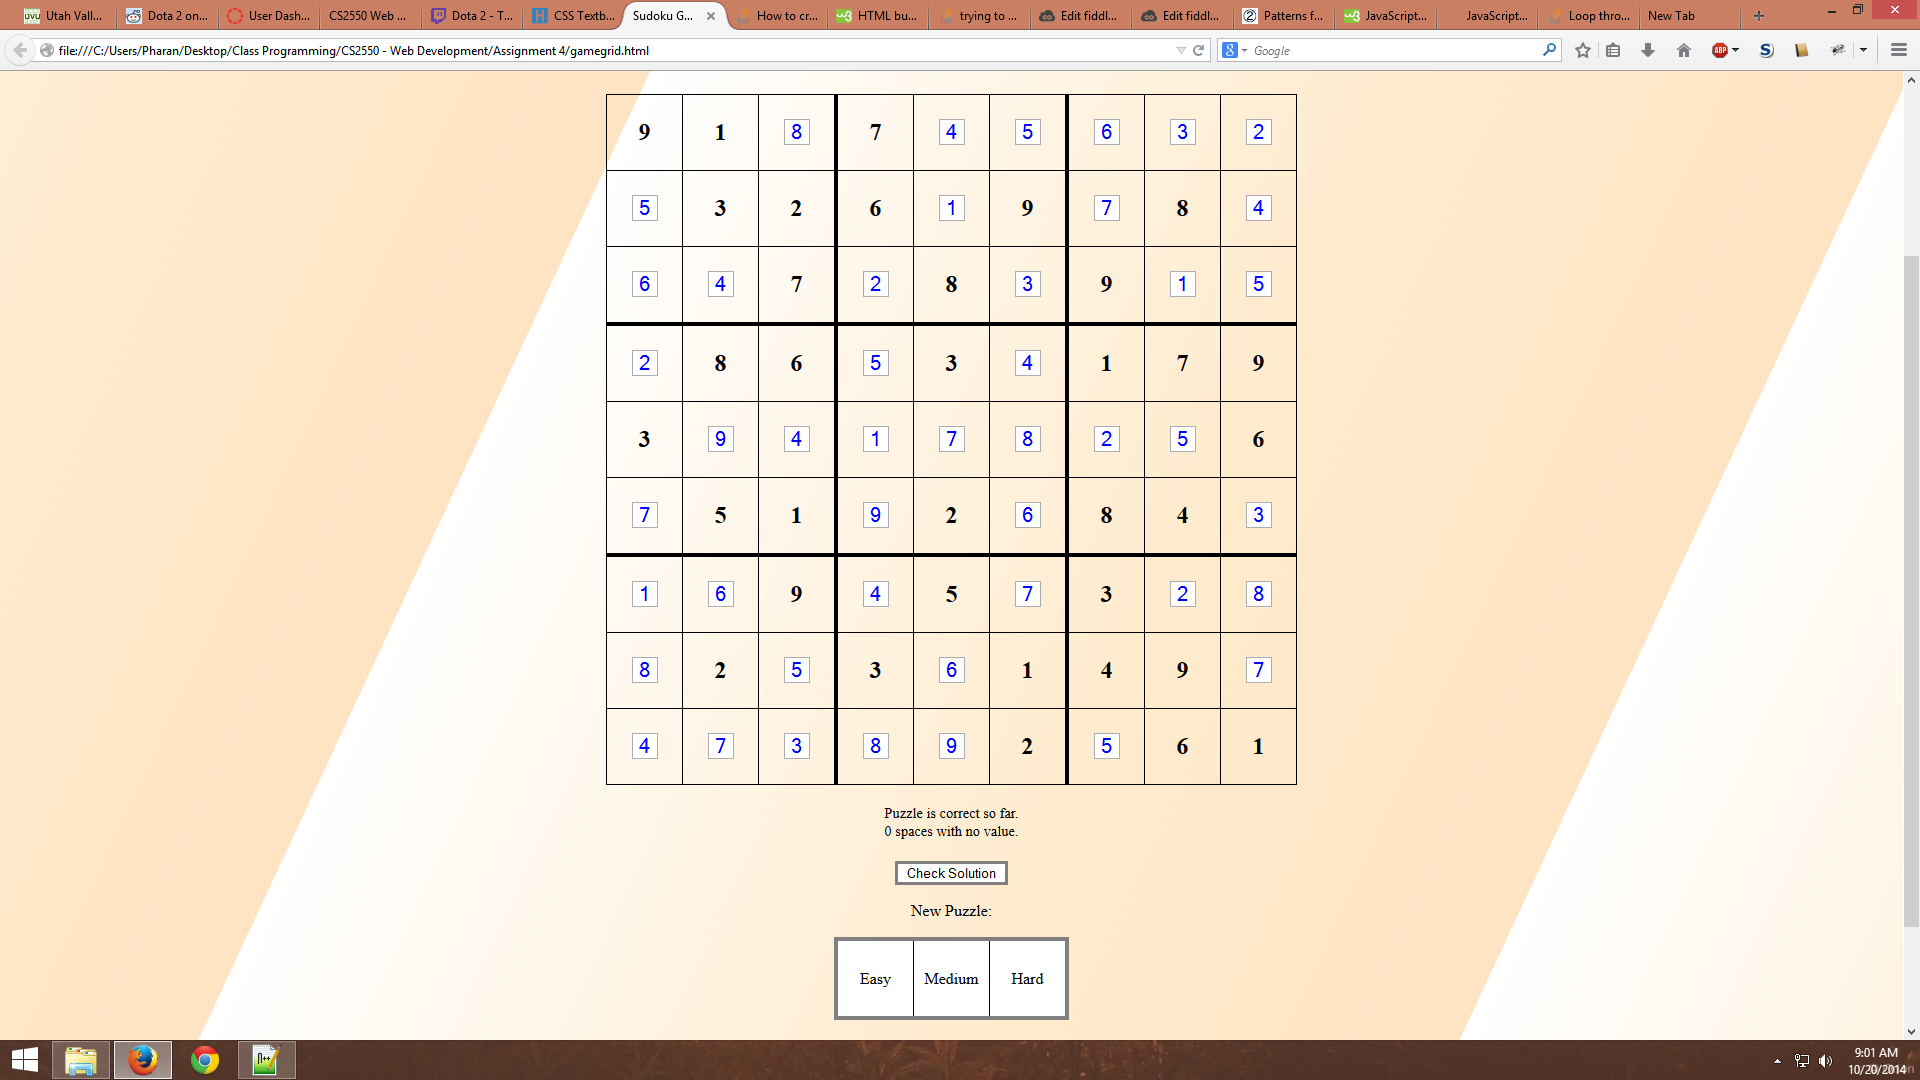 Utah Vall...
Dota 2 on...
User Dash...
CS2550 Web ...
Dota 2 - T...
CSS Textb...
Sudoku G...
How to cr...
HTML bu...
trying to ...
Edit fiddl...
Edit fiddl...
Patterns f...
JavaScript...
JavaScript...
Loop thro...
New Tab
file:///C:/Users/Pharan/Desktop/Class Programming/CS2550 - Web Development/Assignment 4/gamegrid.html
Google
9 1 8 7 4 5 6 3 2
5 3 2 6 1 9 7 8 4
6 4 7 2 8 3 9 1 5
2 8 6 5 3 4 1 7 9
3 9 4 1 7 8 2 5 6
7 5 1 9 2 6 8 4 3
1 6 9 4 5 7 3 2 8
8 2 5 3 6 1 4 9 7
4 7 3 8 9 2 5 6 1
Puzzle is correct so far.
0 spaces with no value.
Check Solution
New Puzzle:
Easy Medium Hard
9:01 AM
10/20/2014